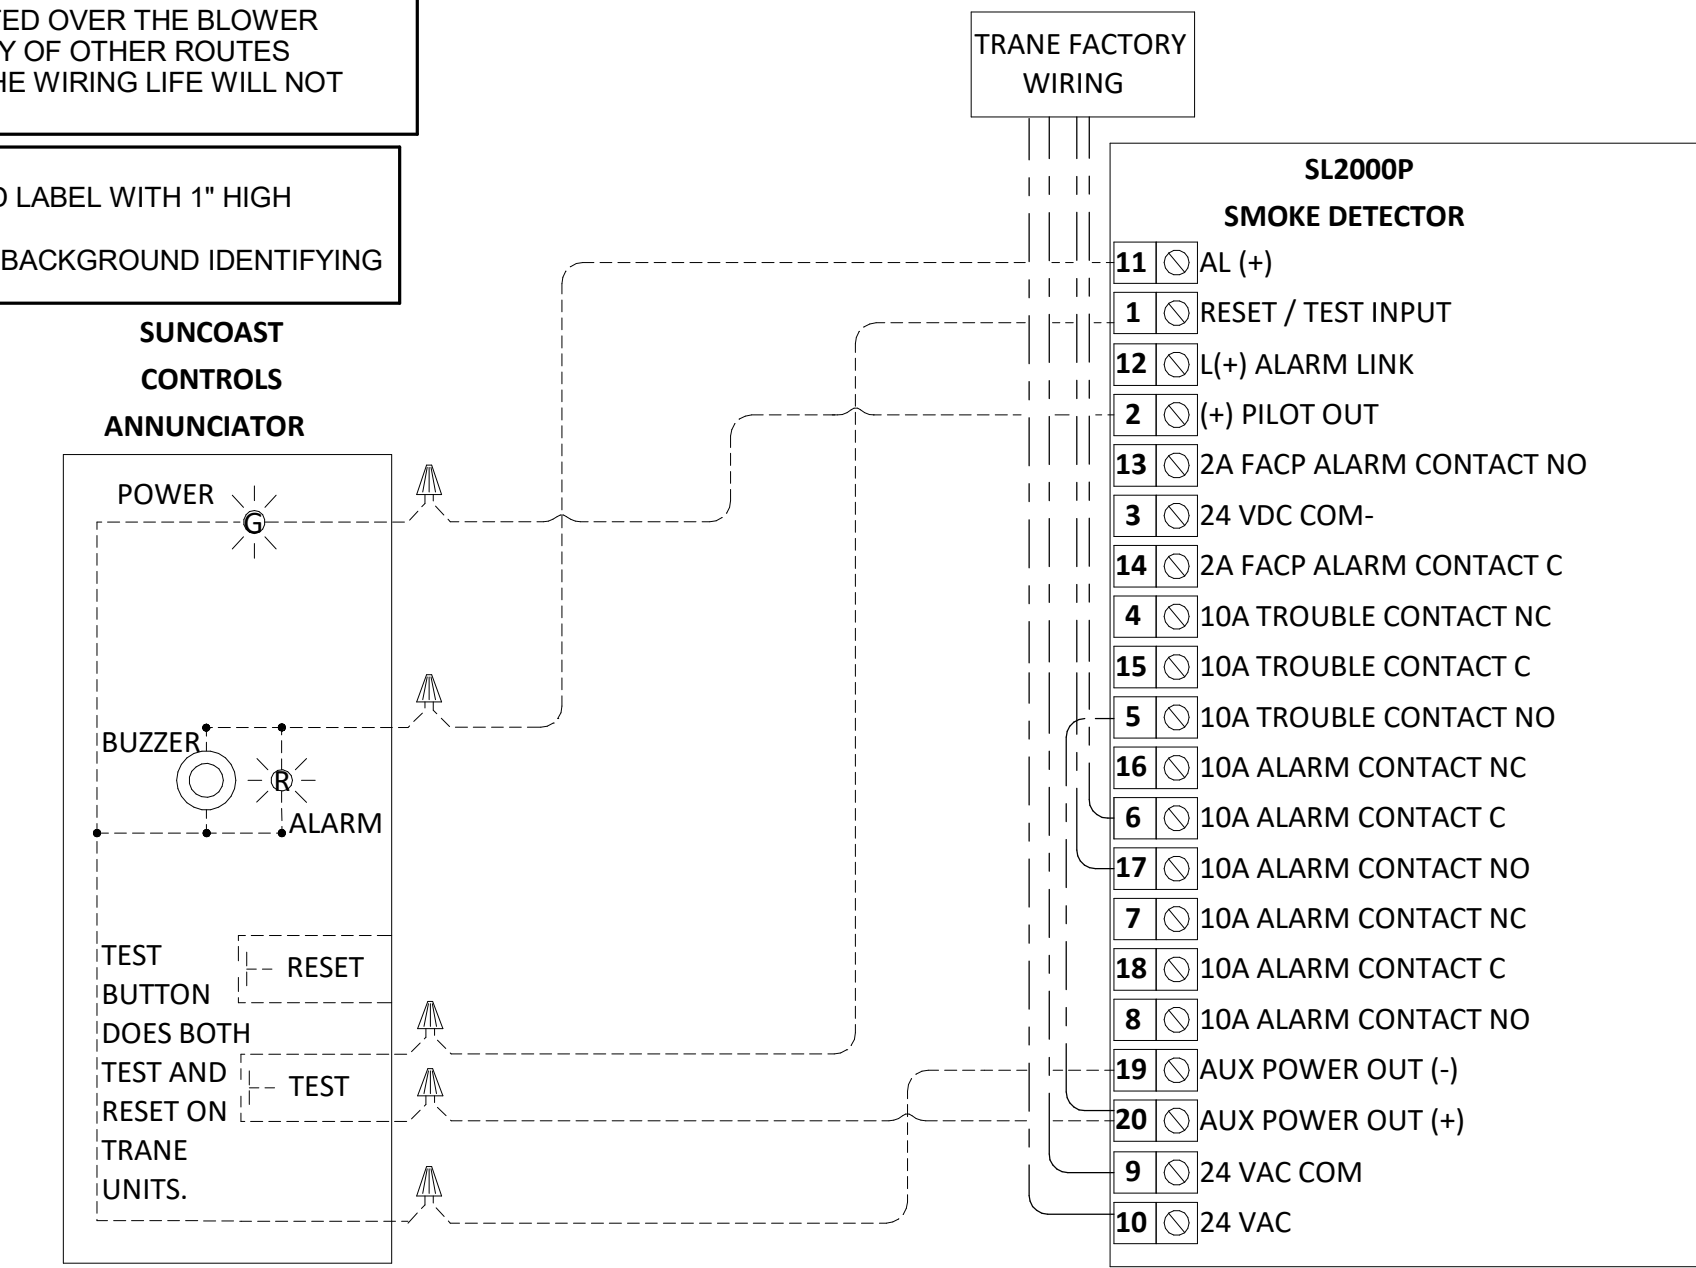 OVER THE BLOWER
OF OTHER ROUTES
WIRING LIFE WILL NOT
LABEL WITH 1" HIGH
BACKGROUND IDENTIFYING
TRANE FACTORY
WIRING
SUNCOAST
CONTROLS
ANNUNCIATOR
POWER
G
BUZZER
R
ALARM
TEST
BUTTON
DOES BOTH
TEST AND
RESET ON
TRANE
UNITS.
RESET
TEST
SL2000P
SMOKE DETECTOR
11 AL (+)
1 RESET / TEST INPUT
12 L(+) ALARM LINK
2 (+) PILOT OUT
13 2A FACP ALARM CONTACT NO
3 24 VDC COM-
14 2A FACP ALARM CONTACT C
4 10A TROUBLE CONTACT NC
15 10A TROUBLE CONTACT C
5 10A TROUBLE CONTACT NO
16 10A ALARM CONTACT NC
6 10A ALARM CONTACT C
17 10A ALARM CONTACT NO
7 10A ALARM CONTACT NC
18 10A ALARM CONTACT C
8 10A ALARM CONTACT NO
19 AUX POWER OUT (-)
20 AUX POWER OUT (+)
9 24 VAC COM
10 24 VAC